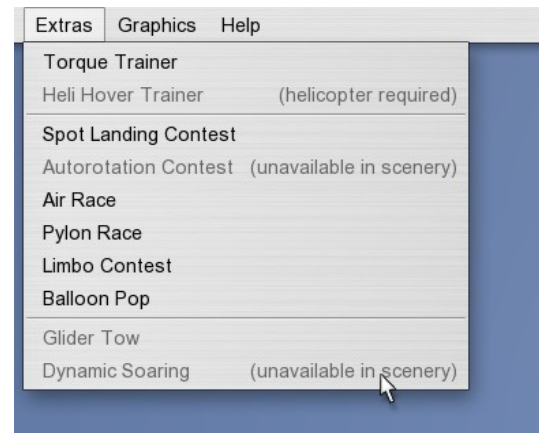 Extras Graphics Help
Torque Trainer
Heli Hover Trainer (helicopter required)
Spot Landing Contest
Autorotation Contest (unavailable in scenery)
Air Race
Pylon Race
Limbo Contest
Balloon Pop
Glider Tow
Dynamic Soaring (unavailable in scenery)